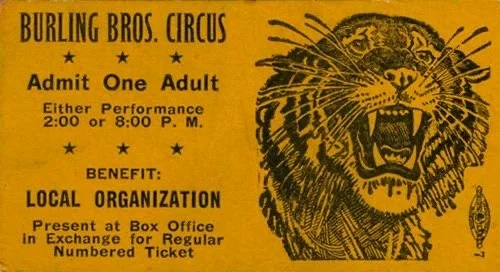 BURLING BROS. CIRCUS
★ ★ ★
Admit One Adult
Either Performance
2:00 or 8:00 P. M.
★ ★ ★
BENEFIT:
LOCAL ORGANIZATION
Present at Box Office
in Exchange for Regular
Numbered Ticket
7